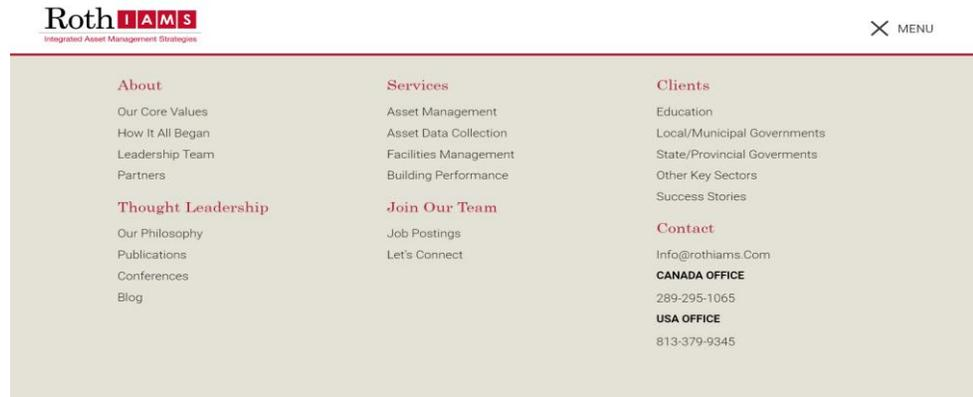 Roth IAMS
Integrated Asset Management Strategies
MENU
About
Our Core Values
How It All Began
Leadership Team
Partners
Thought Leadership
Our Philosophy
Publications
Conferences
Blog
Services
Asset Management
Asset Data Collection
Facilities Management
Building Performance
Join Our Team
Job Postings
Let's Connect
Clients
Education
Local/Municipal Governments
State/Provincial Goverments
Other Key Sectors
Success Stories
Contact
Info@rothiams.Com
CANADA OFFICE
289-295-1065
USA OFFICE
813-379-9345